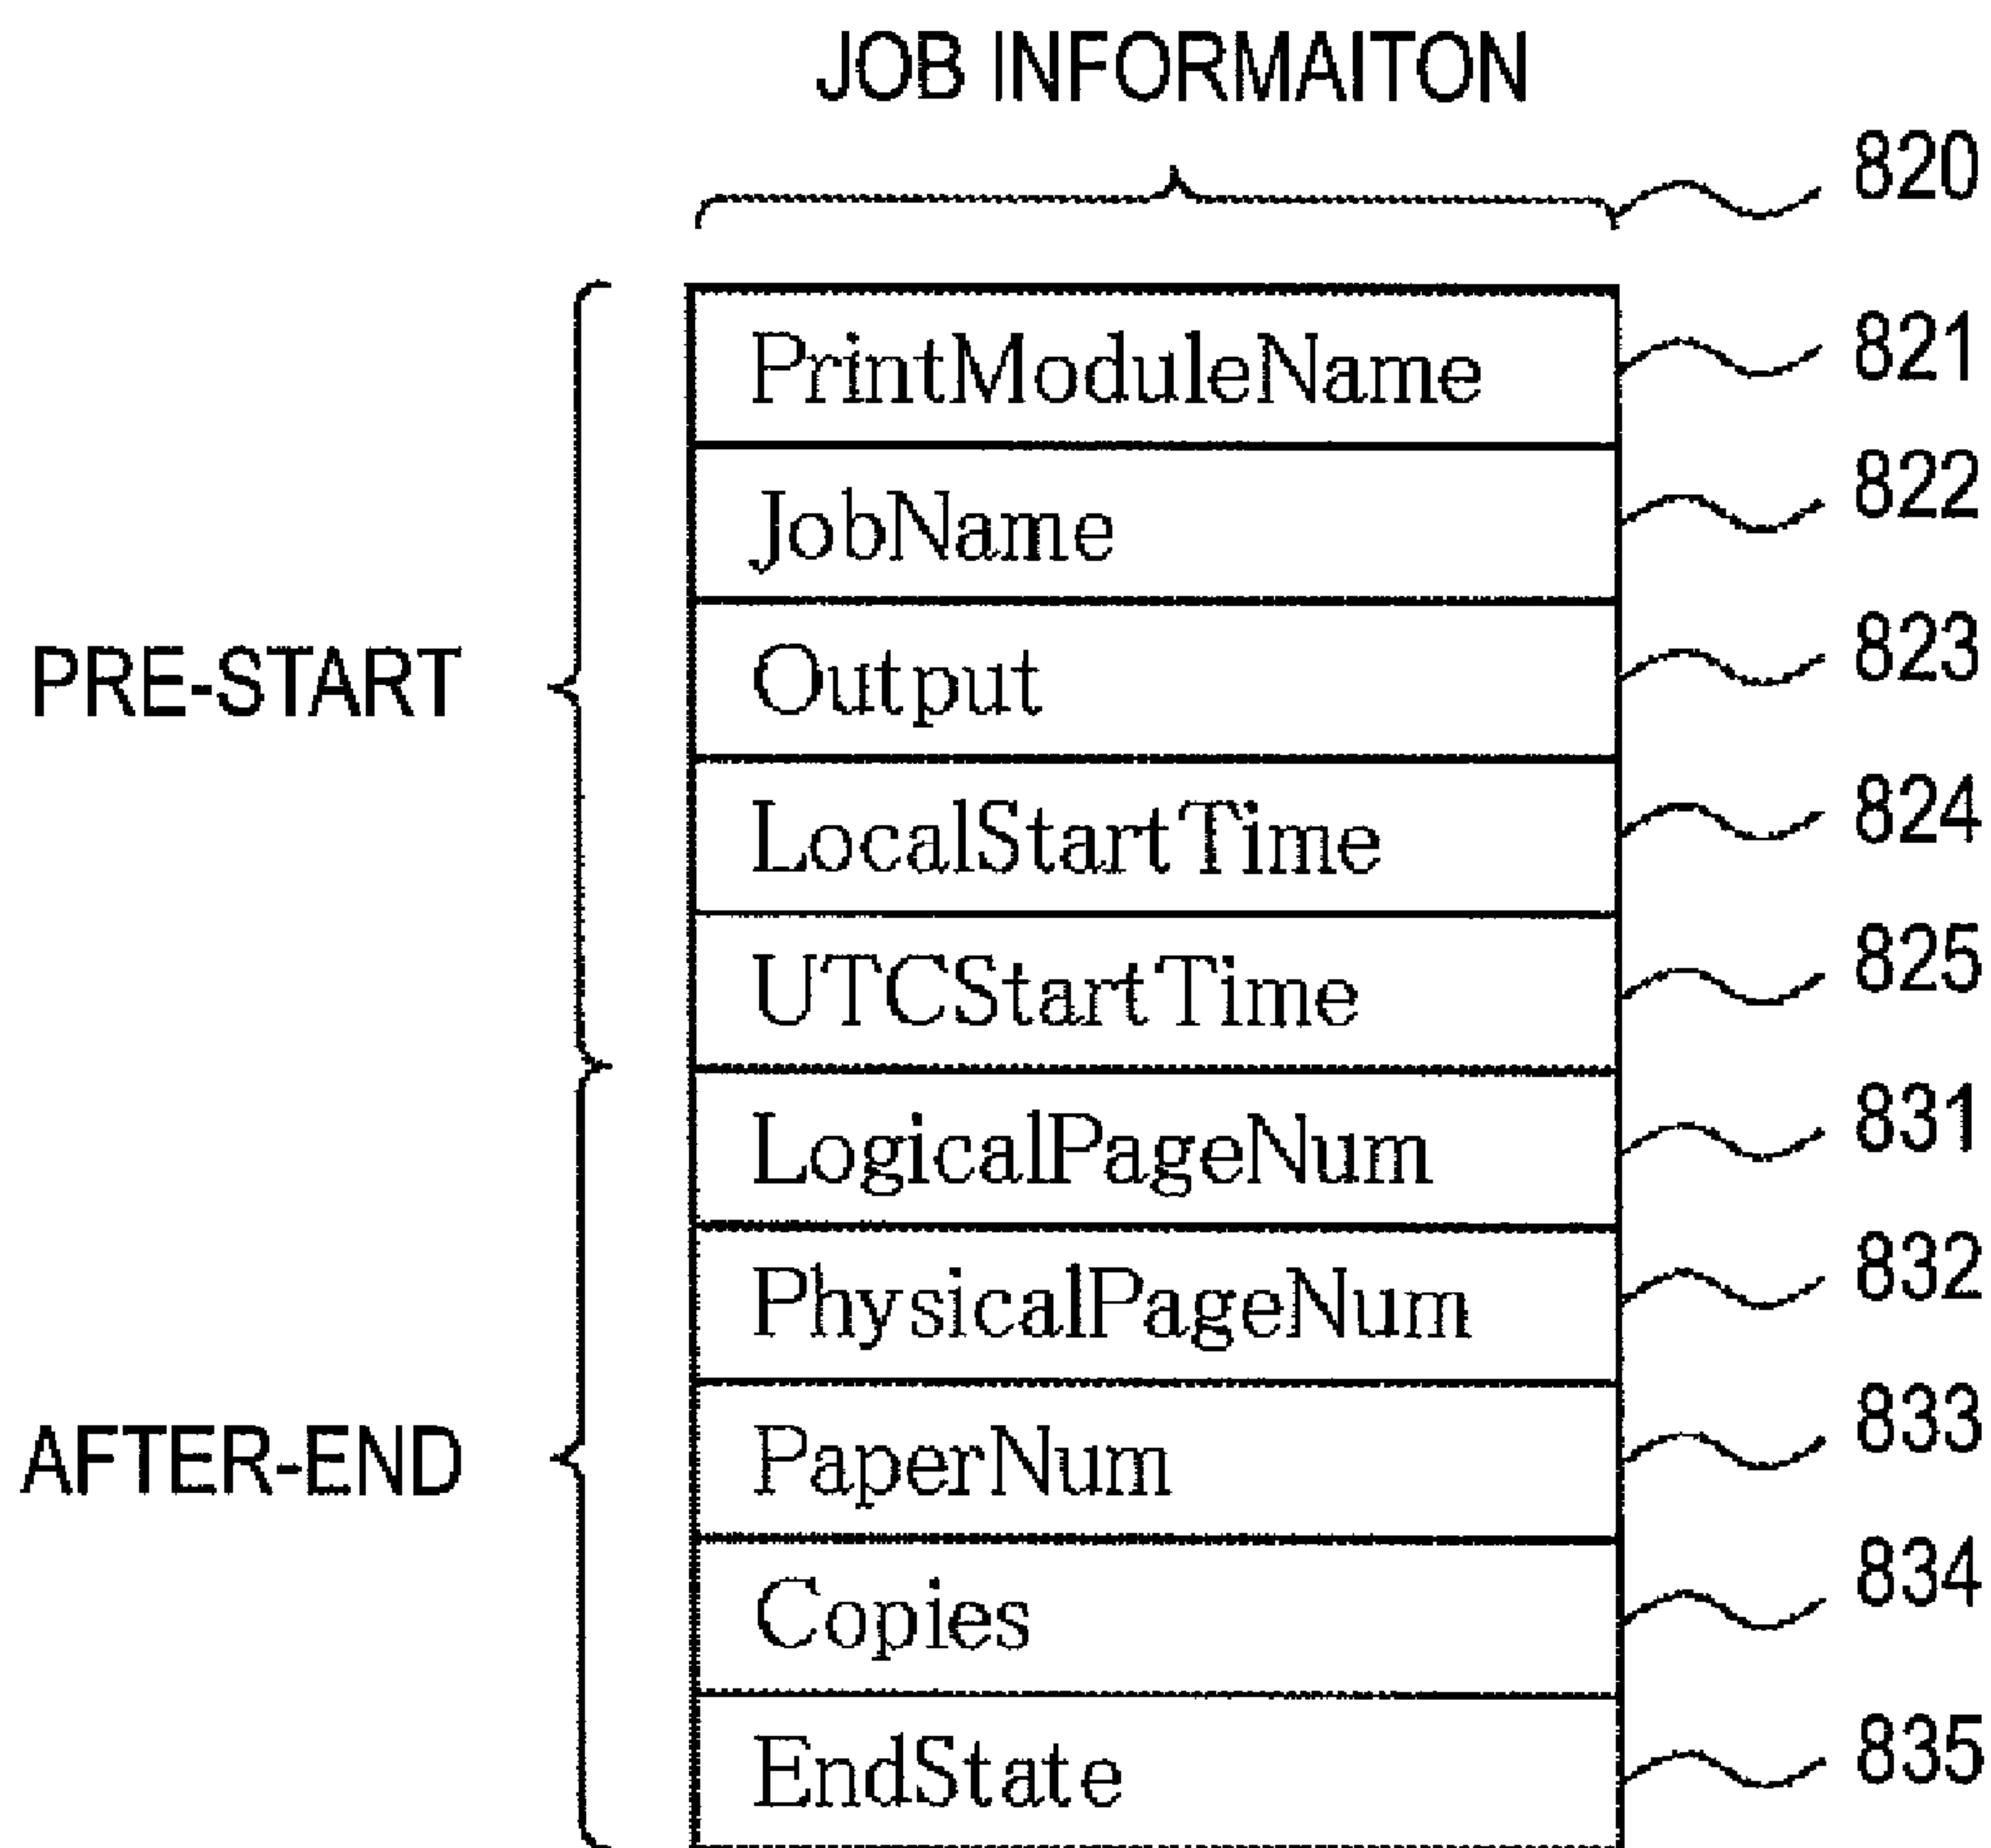 JOB INFORMAITON
820
PrintModuleName 821
JobName 822
PRE-START
Output 823
LocalStartTime 824
UTCStartTime 825
LogicalPageNum 831
PhysicalPageNum 832
AFTER-END
PaperNum 833
Copies 834
EndState 835